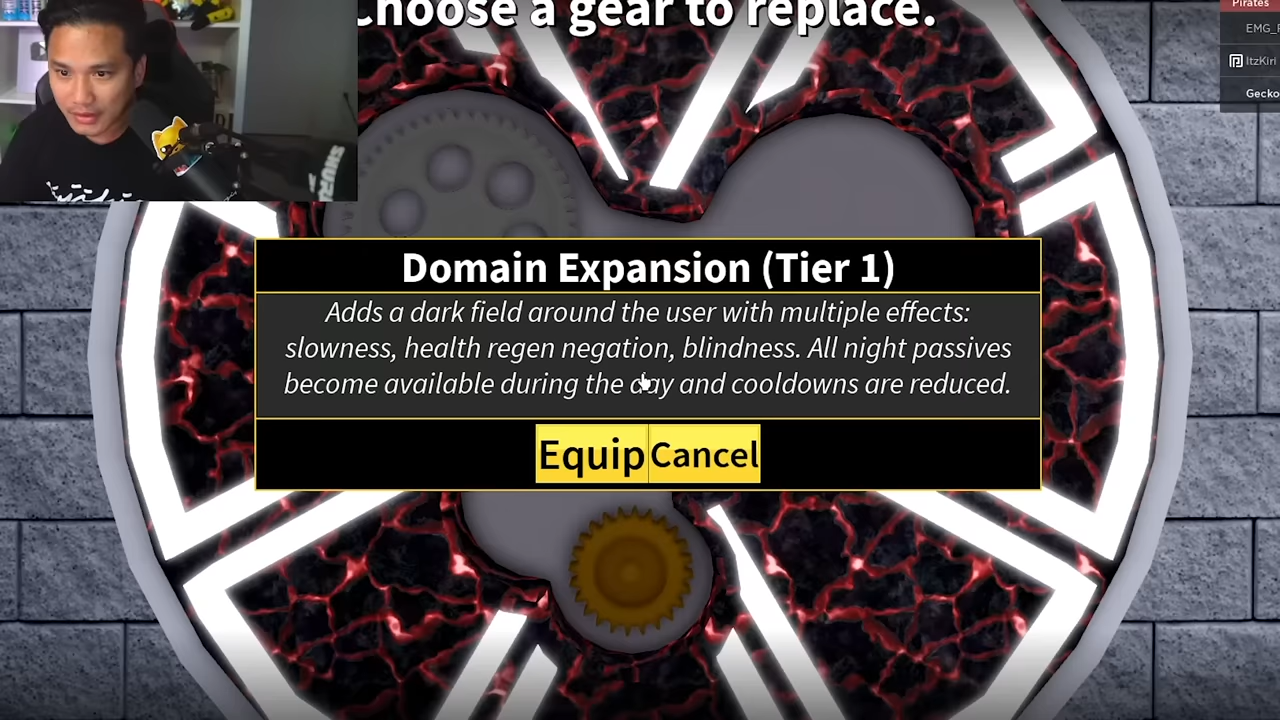 Choose a gear to replace.
Pirates
ItzKiri
Gecko
SHURE
Domain Expansion (Tier 1)
Adds a dark field around the user with multiple effects:
slowness, health regen negation, blindness. All night passives
become available during the day and cooldowns are reduced.
Equip Cancel